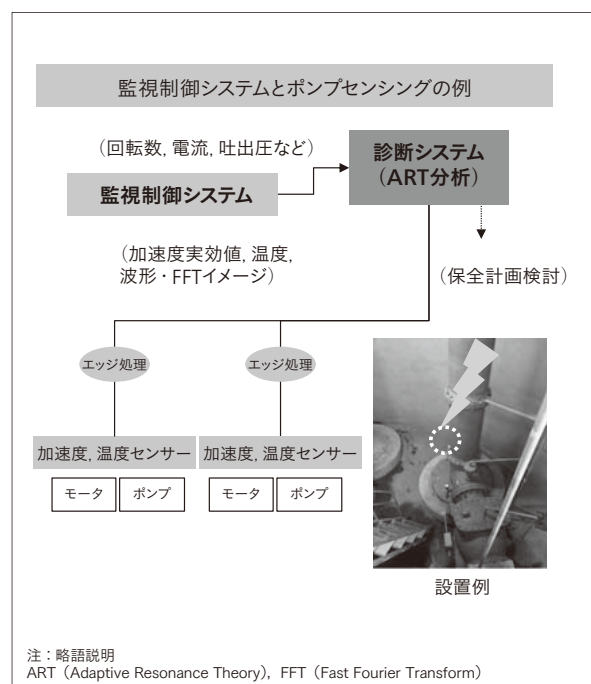 監視制御システムとポンプセンシングの例
（回転数, 電流, 吐出圧など）
診断システム
（ART分析）
監視制御システム
（加速度実効値, 温度,
波形・FFTイメージ）
（保全計画検討）
エッジ処理
エッジ処理
加速度, 温度センサー
加速度, 温度センサー
モータ
ポンプ
モータ
ポンプ
設置例
注：略語説明
ART（Adaptive Resonance Theory），FFT（Fast Fourier Transform）